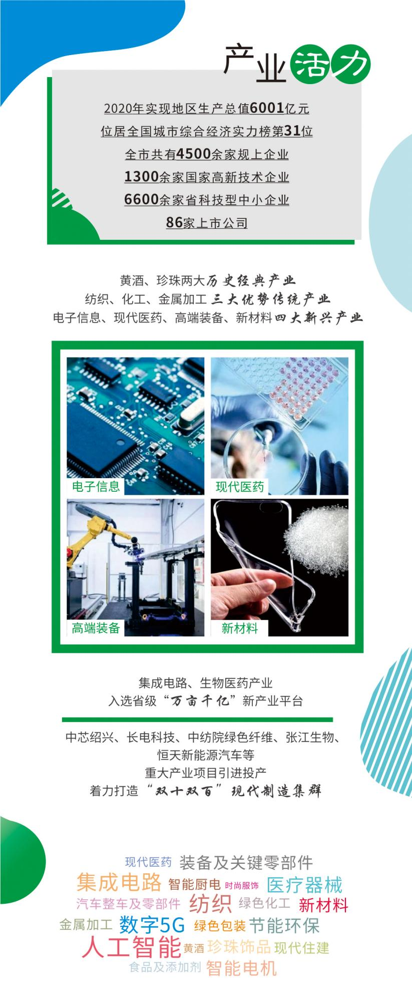 产业活力
2020年实现地区生产总值6001亿元
位居全国城市综合经济实力榜第31位
全市共有4500余家规上企业
1300余家国家高新技术企业
6600余家省科技型中小企业
86家上市公司
黄酒、珍珠两大历史经典产业
纺织、化工、金属加工三大优势传统产业
电子信息、现代医药、高端装备、新材料四大新兴产业
电子信息
现代医药
高端装备
新材料
集成电路、生物医药产业
入选省级“万亩千亿”新产业平台
中芯绍兴、长电科技、中纺院绿色纤维、张江生物、
恒天新能源汽车等
重大产业项目引进投产
着力打造“双十双百”现代制造集群
现代医药 装备及关键零部件
集成电路 智能厨电 时尚服饰 医疗器械
汽车整车及零部件 纺织 绿色化工 新材料
金属加工 数字5G 绿色包装 节能环保
人工智能 黄酒 珍珠饰品 现代住建
食品及添加剂 智能电机